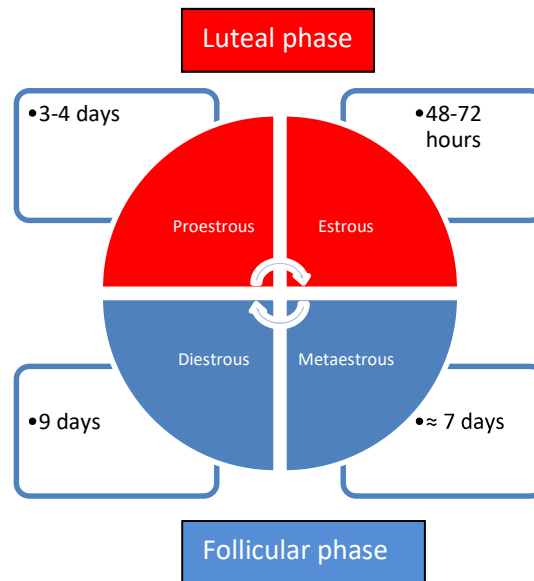 Luteal phase
•3-4 days
•48-72
hours
Proestrous
Estrous
Diestrous
Metaestrous
•9 days
•≈ 7 days
Follicular phase